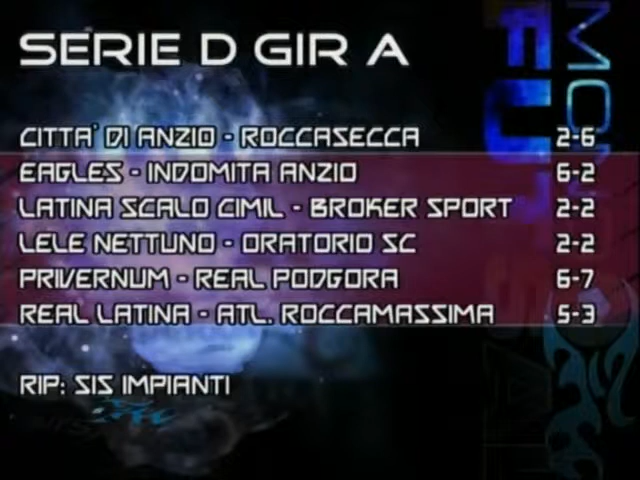 SERIE D GIR A
CITTA' DI ANZIO - ROCCASECCA 2-6
EAGLES - INDOMITA ANZIO 6-2
LATINA SCALO CIMIL - BROKER SPORT 2-2
LELE NETTUNO - ORATORIO SC 2-2
PRIVERNUM - REAL PODGORA 6-7
REAL LATINA - ATL. ROCCAMASSIMA 5-3
RIP: SIS IMPIANTI
MONDO
FUTSAL